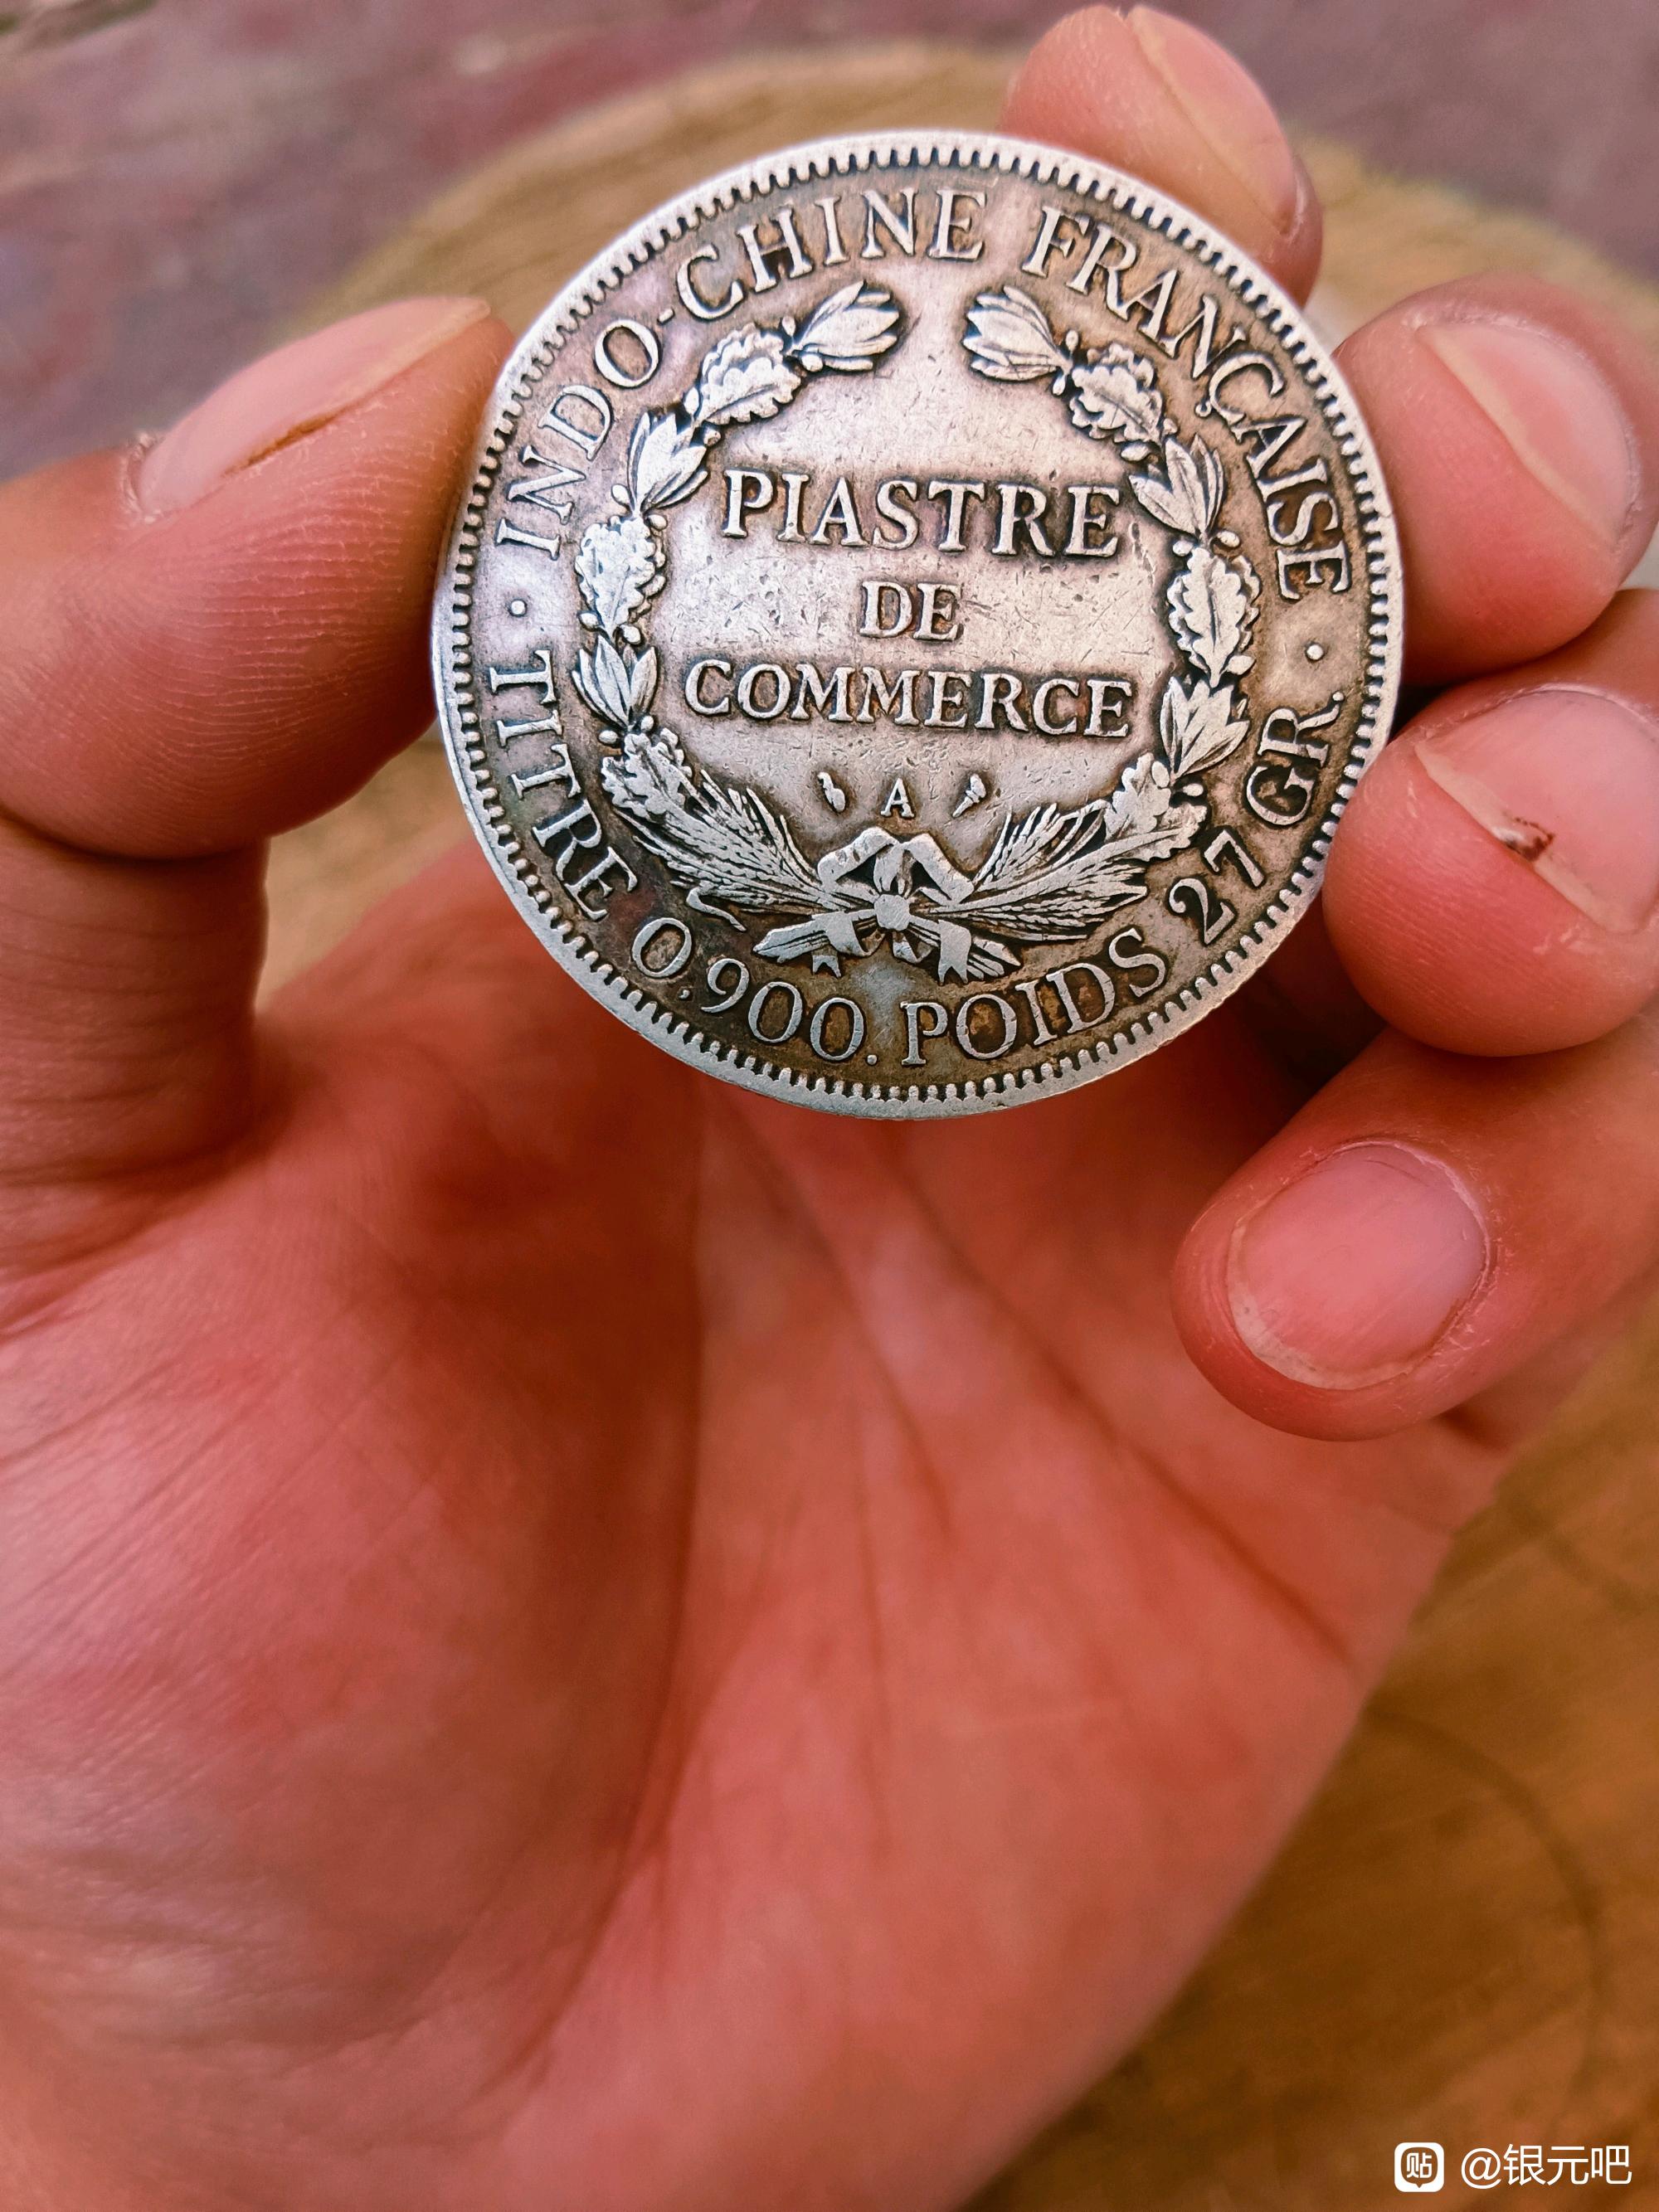 · INDO-CHINE FRANÇAISE ·
PIASTRE
DE
COMMERCE
A
TITRE 0,900. POIDS 27 GR.
贴 @银元吧